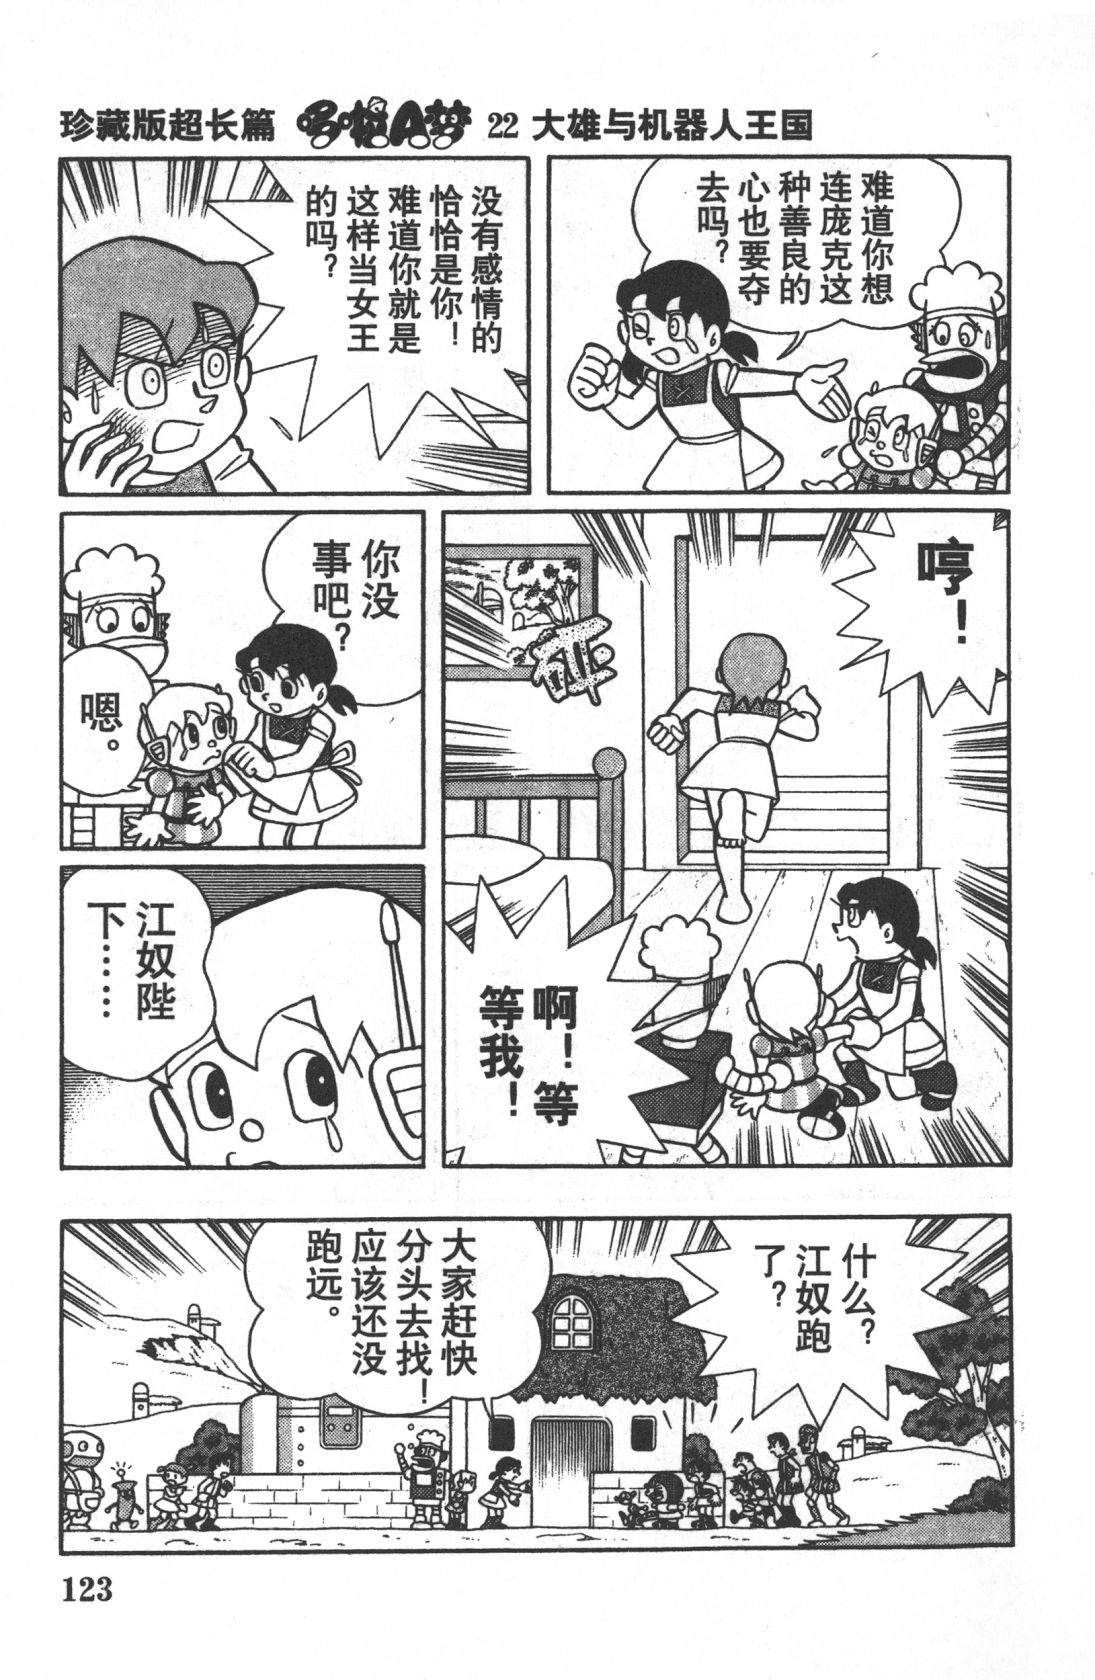 珍藏版超长篇 哆啦A梦 22 大雄与机器人王国
难道你想
连庞克这
种善良的
心也要夺
去吗？
没有感情的
恰恰是你！
难道你就是
这样当女王
的吗？
哼！
砰
啊！等
等我！
你没
事吧？
嗯。
江奴陛
下……
什么？
江奴跑
了？
大家赶快
分头去找！
应该还没
跑远。
123